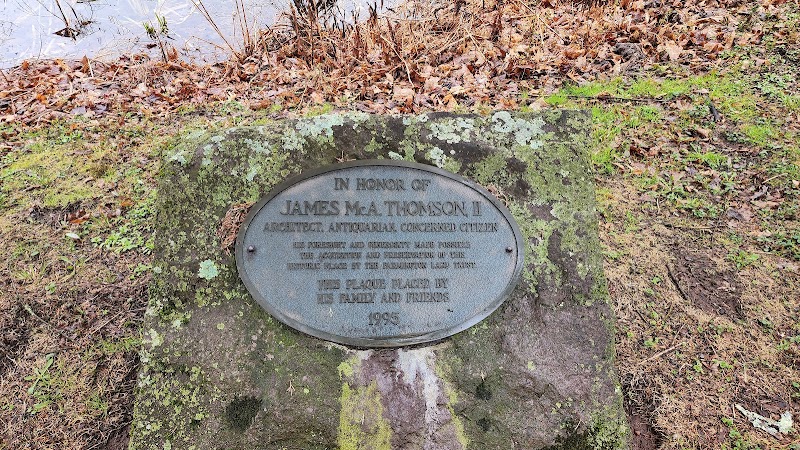 IN HONOR OF
JAMES McA. THOMSON, II
ARCHITECT, ANTIQUARIAN, CONCERNED CITIZEN
HIS FORESIGHT AND GENEROSITY MADE POSSIBLE
THE ACQUISITION AND PRESERVATION OF THIS
HISTORIC PLACE BY THE FARMINGTON LAND TRUST
THIS PLAQUE PLACED BY
HIS FAMILY AND FRIENDS
1995